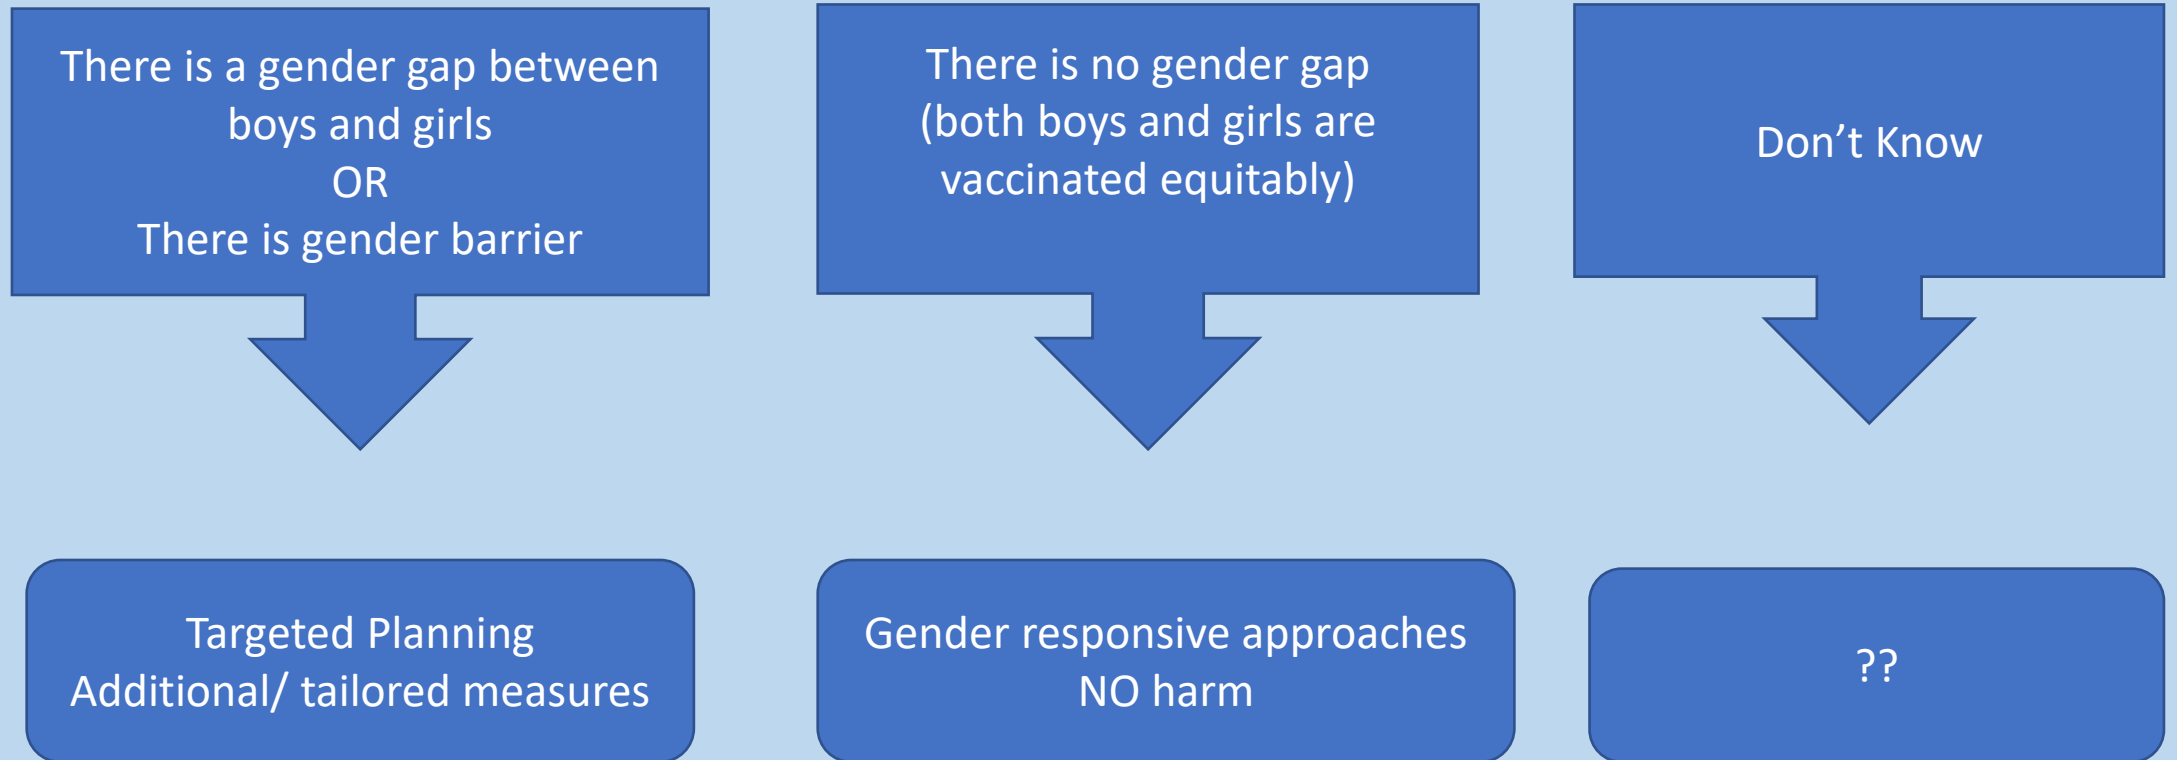 There is a gender gap between
boys and girls
OR
There is gender barrier
There is no gender gap
(both boys and girls are
vaccinated equitably)
Don’t Know
Targeted Planning
Additional/ tailored measures
Gender responsive approaches
NO harm
??